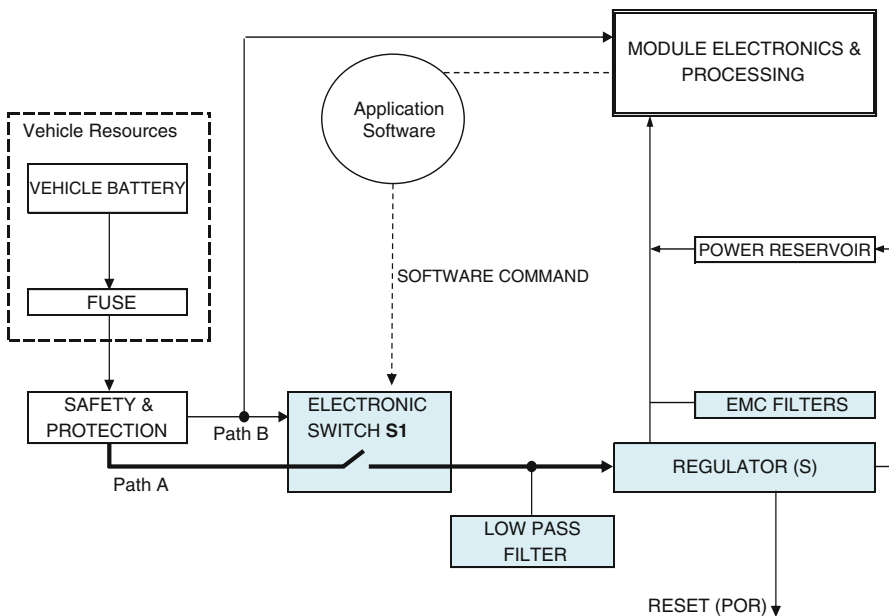 MODULE ELECTRONICS &
PROCESSING
Application
Software
Vehicle Resources
VEHICLE BATTERY
POWER RESERVOIR
SOFTWARE COMMAND
FUSE
SAFETY &
PROTECTION
Path B
ELECTRONIC
SWITCH S1
EMC FILTERS
REGULATOR (S)
Path A
LOW PASS
FILTER
RESET (POR)